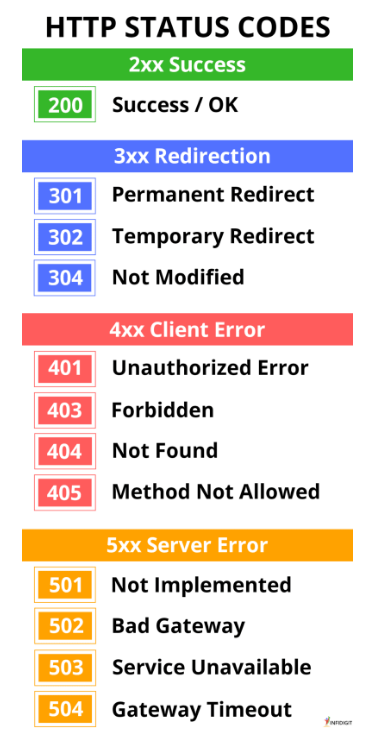 HTTP STATUS CODES
2xx Success
200 Success / OK
3xx Redirection
301 Permanent Redirect
302 Temporary Redirect
304 Not Modified
4xx Client Error
401 Unauthorized Error
403 Forbidden
404 Not Found
405 Method Not Allowed
5xx Server Error
501 Not Implemented
502 Bad Gateway
503 Service Unavailable
504 Gateway Timeout
INFIDIGIT